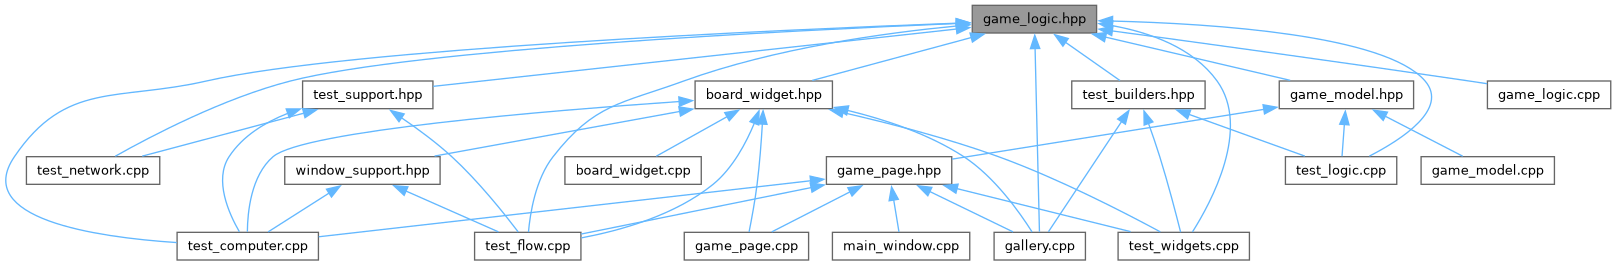 game_logic.hpp
test_support.hpp
board_widget.hpp
test_builders.hpp
game_model.hpp
game_logic.cpp
test_network.cpp
window_support.hpp
board_widget.cpp
game_page.hpp
test_logic.cpp
game_model.cpp
test_computer.cpp
test_flow.cpp
game_page.cpp
main_window.cpp
gallery.cpp
test_widgets.cpp